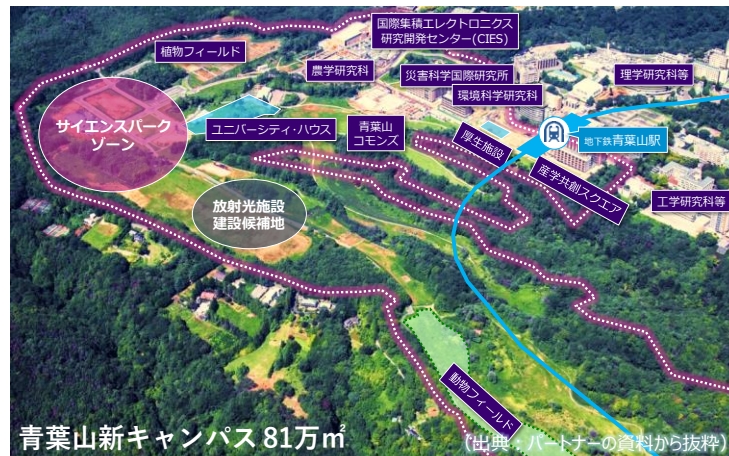 国際集積エレクトロニクス
研究開発センター(CIES)
植物フィールド
農学研究科
災害科学国際研究所
理学研究科等
環境科学研究科
サイエンスパーク
ゾーン
ユニバーシティ・ハウス
青葉山
コモンズ
厚生施設
地下鉄青葉山駅
産学共創スクエア
工学研究科等
放射光施設
建設候補地
動物フィールド
青葉山新キャンパス 81万㎡
(出典：パートナーの資料から抜粋)